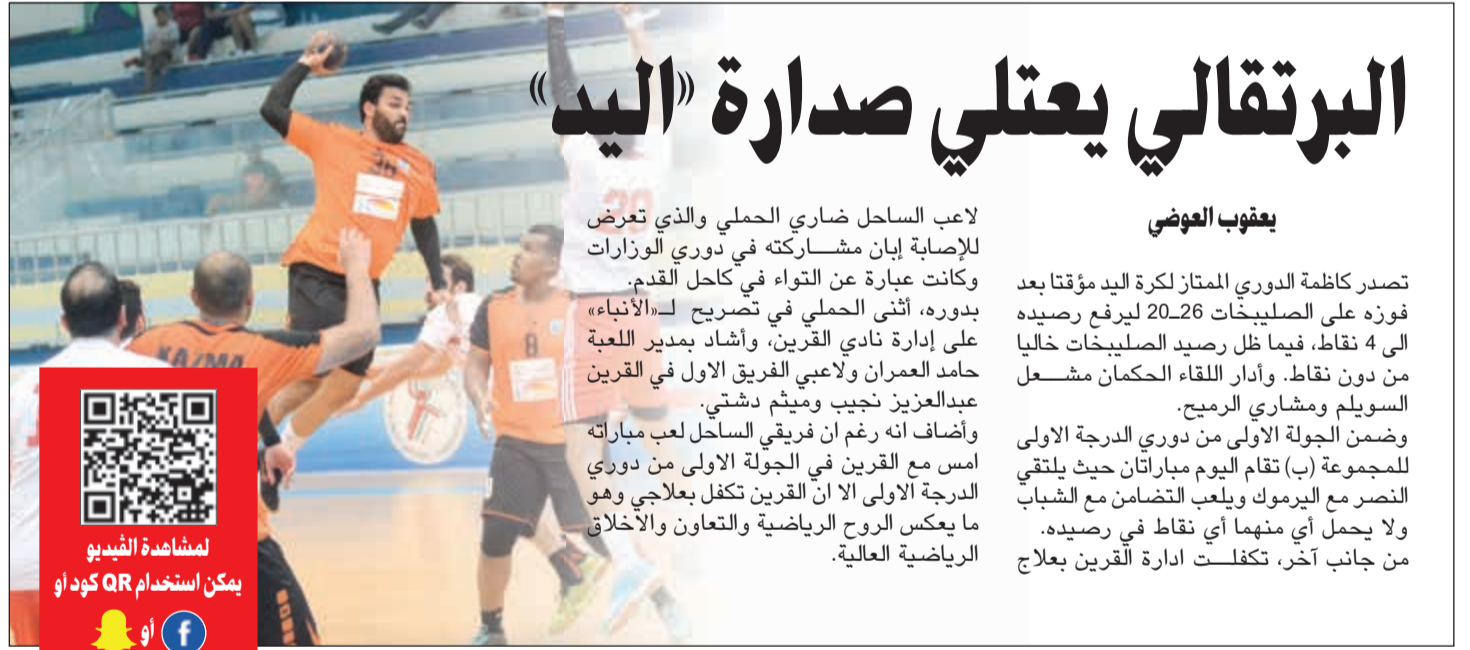 البرتقالي يعتلي صدارة «اليد»
يعقوب العوضي
تصدر كاظمة الدوري الممتاز لكرة اليد مؤقتا بعد
فوزه على الصليبخات 26ـ20 ليرفع رصيده
الى 4 نقاط، فيما ظل رصيد الصليبخات خاليا
من دون نقاط. وأدار اللقاء الحكمان مشـــعل
السويلم ومشاري الرميح.
وضمن الجولة الاولى من دوري الدرجة الاولى
للمجموعة (ب) تقام اليوم مباراتان حيث يلتقي
النصر مع اليرموك ويلعب التضامن مع الشباب
ولا يحمل أي منهما أي نقاط في رصيده.
من جانب آخر، تكفلـــت ادارة القرين بعلاج
لاعب الساحل ضاري الحملي والذي تعرض
للإصابة إبان مشـــاركته في دوري الوزارات
وكانت عبارة عن التواء في كاحل القدم.
بدوره، أثنى الحملي في تصريح لـ«الأنباء»
على إدارة نادي القرين، وأشاد بمدير اللعبة
حامد العمران ولاعبي الفريق الاول في القرين
عبدالعزيز نجيب وميثم دشتي.
وأضاف انه رغم ان فريقي الساحل لعب مباراته
امس مع القرين في الجولة الاولى من دوري
الدرجة الاولى الا ان القرين تكفل بعلاجي وهو
ما يعكس الروح الرياضية والتعاون والاخلاق
الرياضية العالية.
20
8
KAZMA
لمشاهدة الڤيديو
يمكن استخدام QR كود أو
f أو